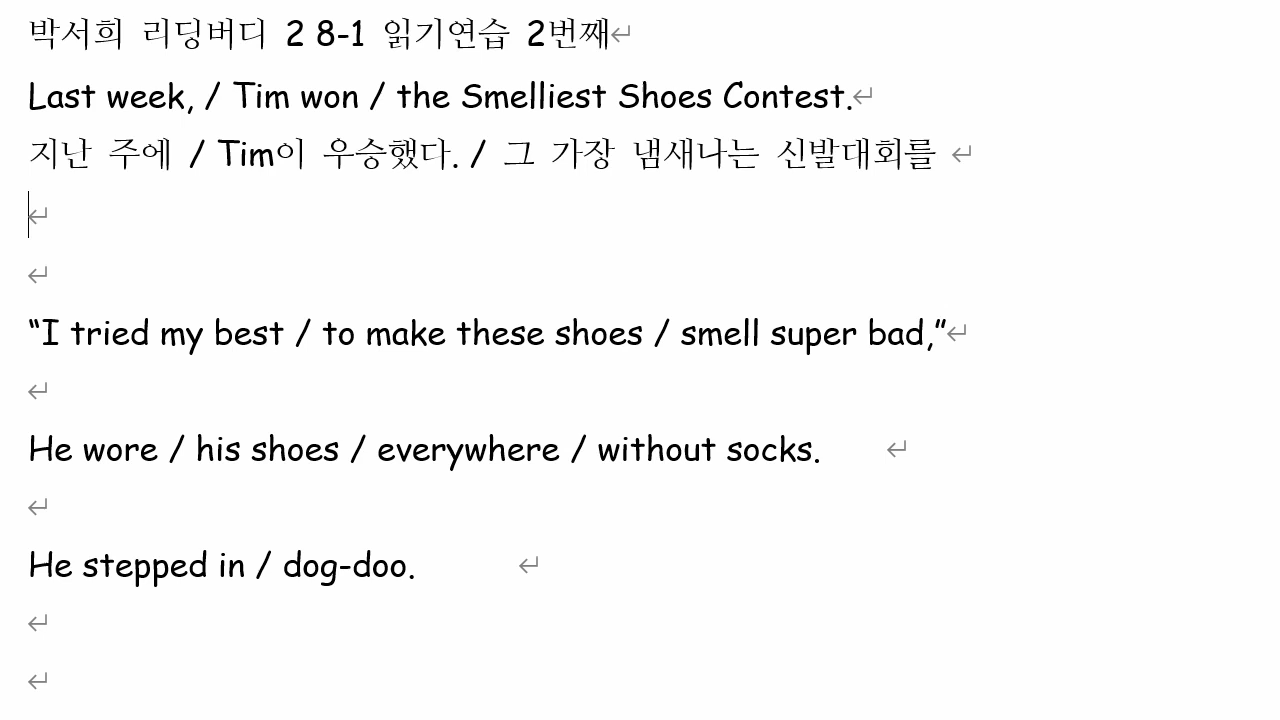 박서희 리딩버디 2 8-1 읽기연습 2번째
Last week, / Tim won / the Smelliest Shoes Contest.
지난 주에 / Tim이 우승했다. / 그 가장 냄새나는 신발대회를
“I tried my best / to make these shoes / smell super bad,”
He wore / his shoes / everywhere / without socks.
He stepped in / dog-doo.